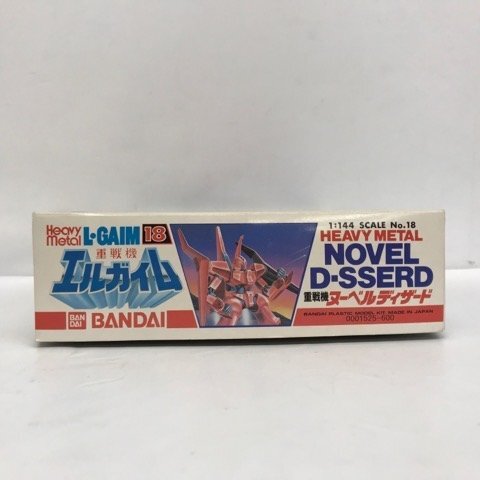 Heavy Metal L-GAIM 18
重戦機
エルガイム
BAN DAI BANDAI
1:144 SCALE No.18
HEAVY METAL
NOVEL
D-SSERD
重戦機ヌーベルディザード
BANDAI PLASTIC MODEL KIT. MADE IN JAPAN
0001525-600